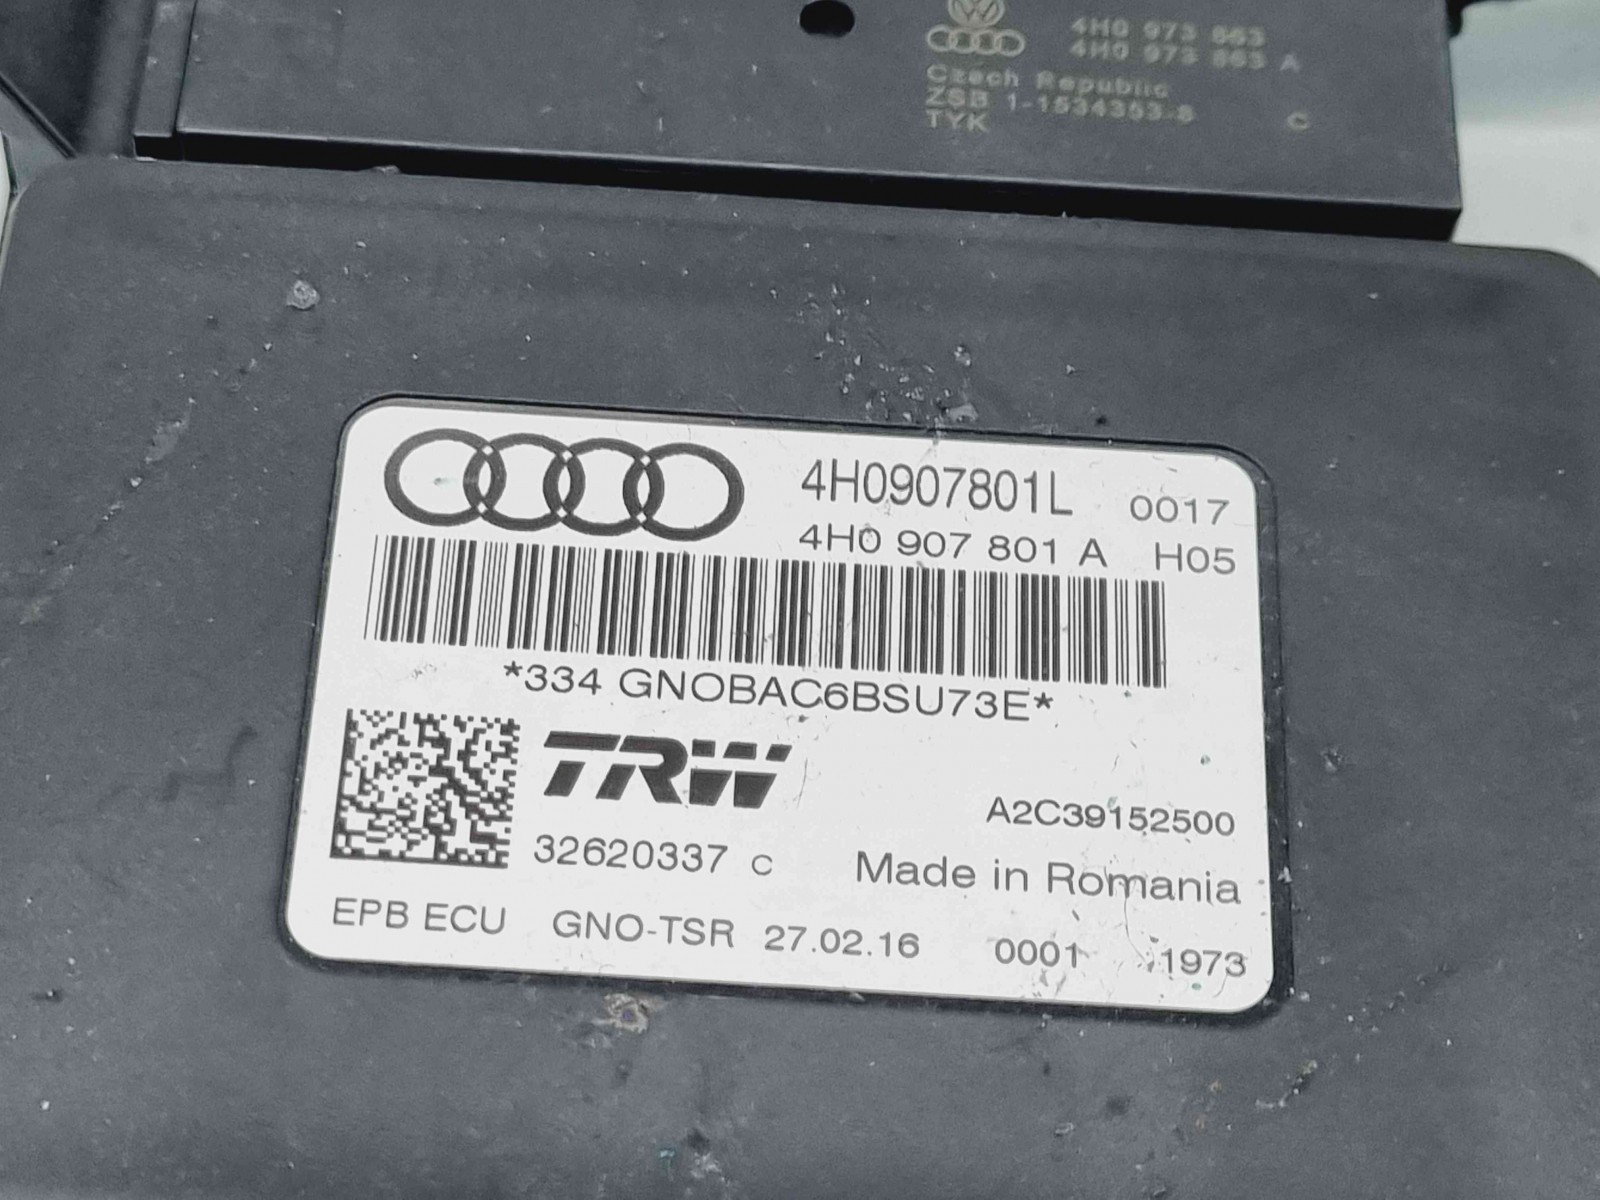 4H0 973 863
4H0 973 863 A
Czech Republic
ZSB 1-1534353-8 C
TYK
4H0907801L 0017
4H0 907 801 A H05
*334 GNOBAC6BSU73E*
TRW
A2C39152500
32620337 C Made in Romania
EPB ECU GNO-TSR 27.02.16 0001 1973